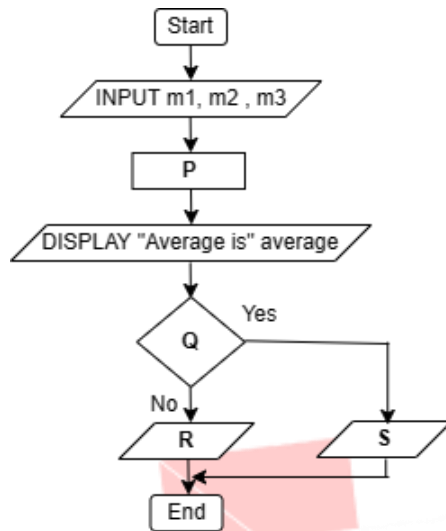 Start
INPUT m1, m2 , m3
P
DISPLAY "Average is" average
Yes
Q
No
R
S
End